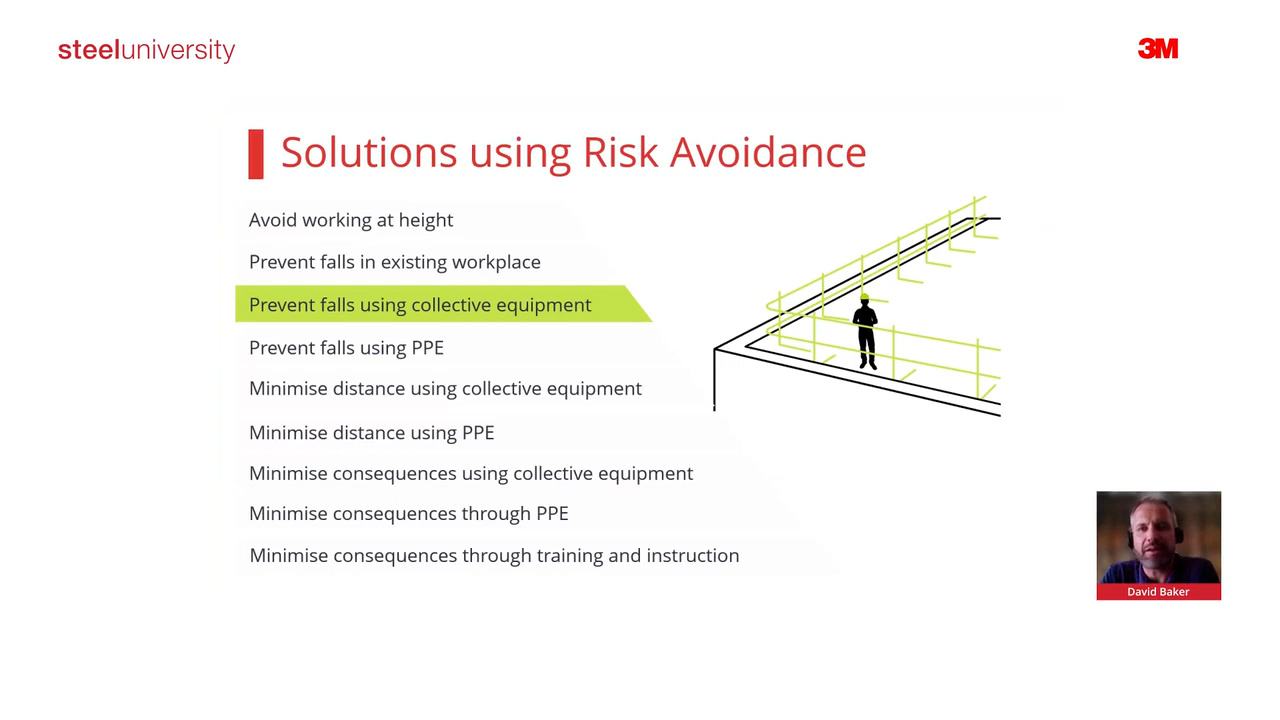 steeluniversity
3M
Solutions using Risk Avoidance
Avoid working at height
Prevent falls in existing workplace
Prevent falls using collective equipment
Prevent falls using PPE
Minimise distance using collective equipment
Minimise distance using PPE
Minimise consequences using collective equipment
Minimise consequences through PPE
Minimise consequences through training and instruction
David Baker